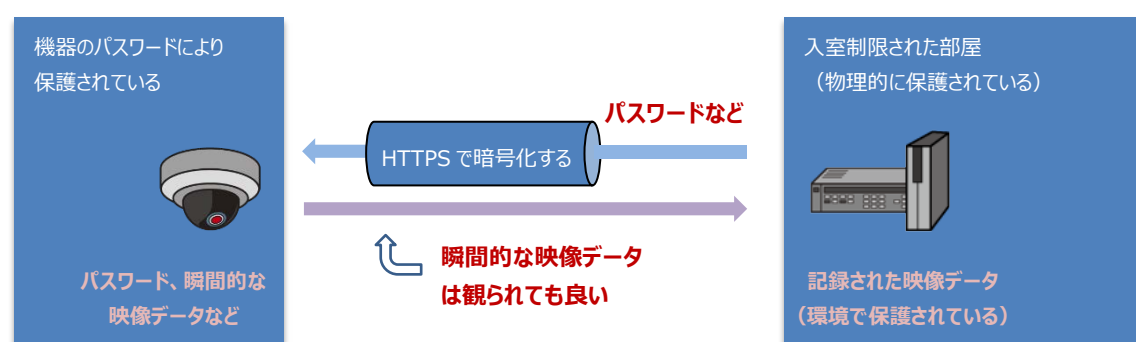 機器のパスワードにより
保護されている
パスワード、瞬間的な
映像データなど
パスワードなど
HTTPS で暗号化する
瞬間的な映像データ
は観られても良い
入室制限された部屋
（物理的に保護されている）
記録された映像データ
（環境で保護されている）